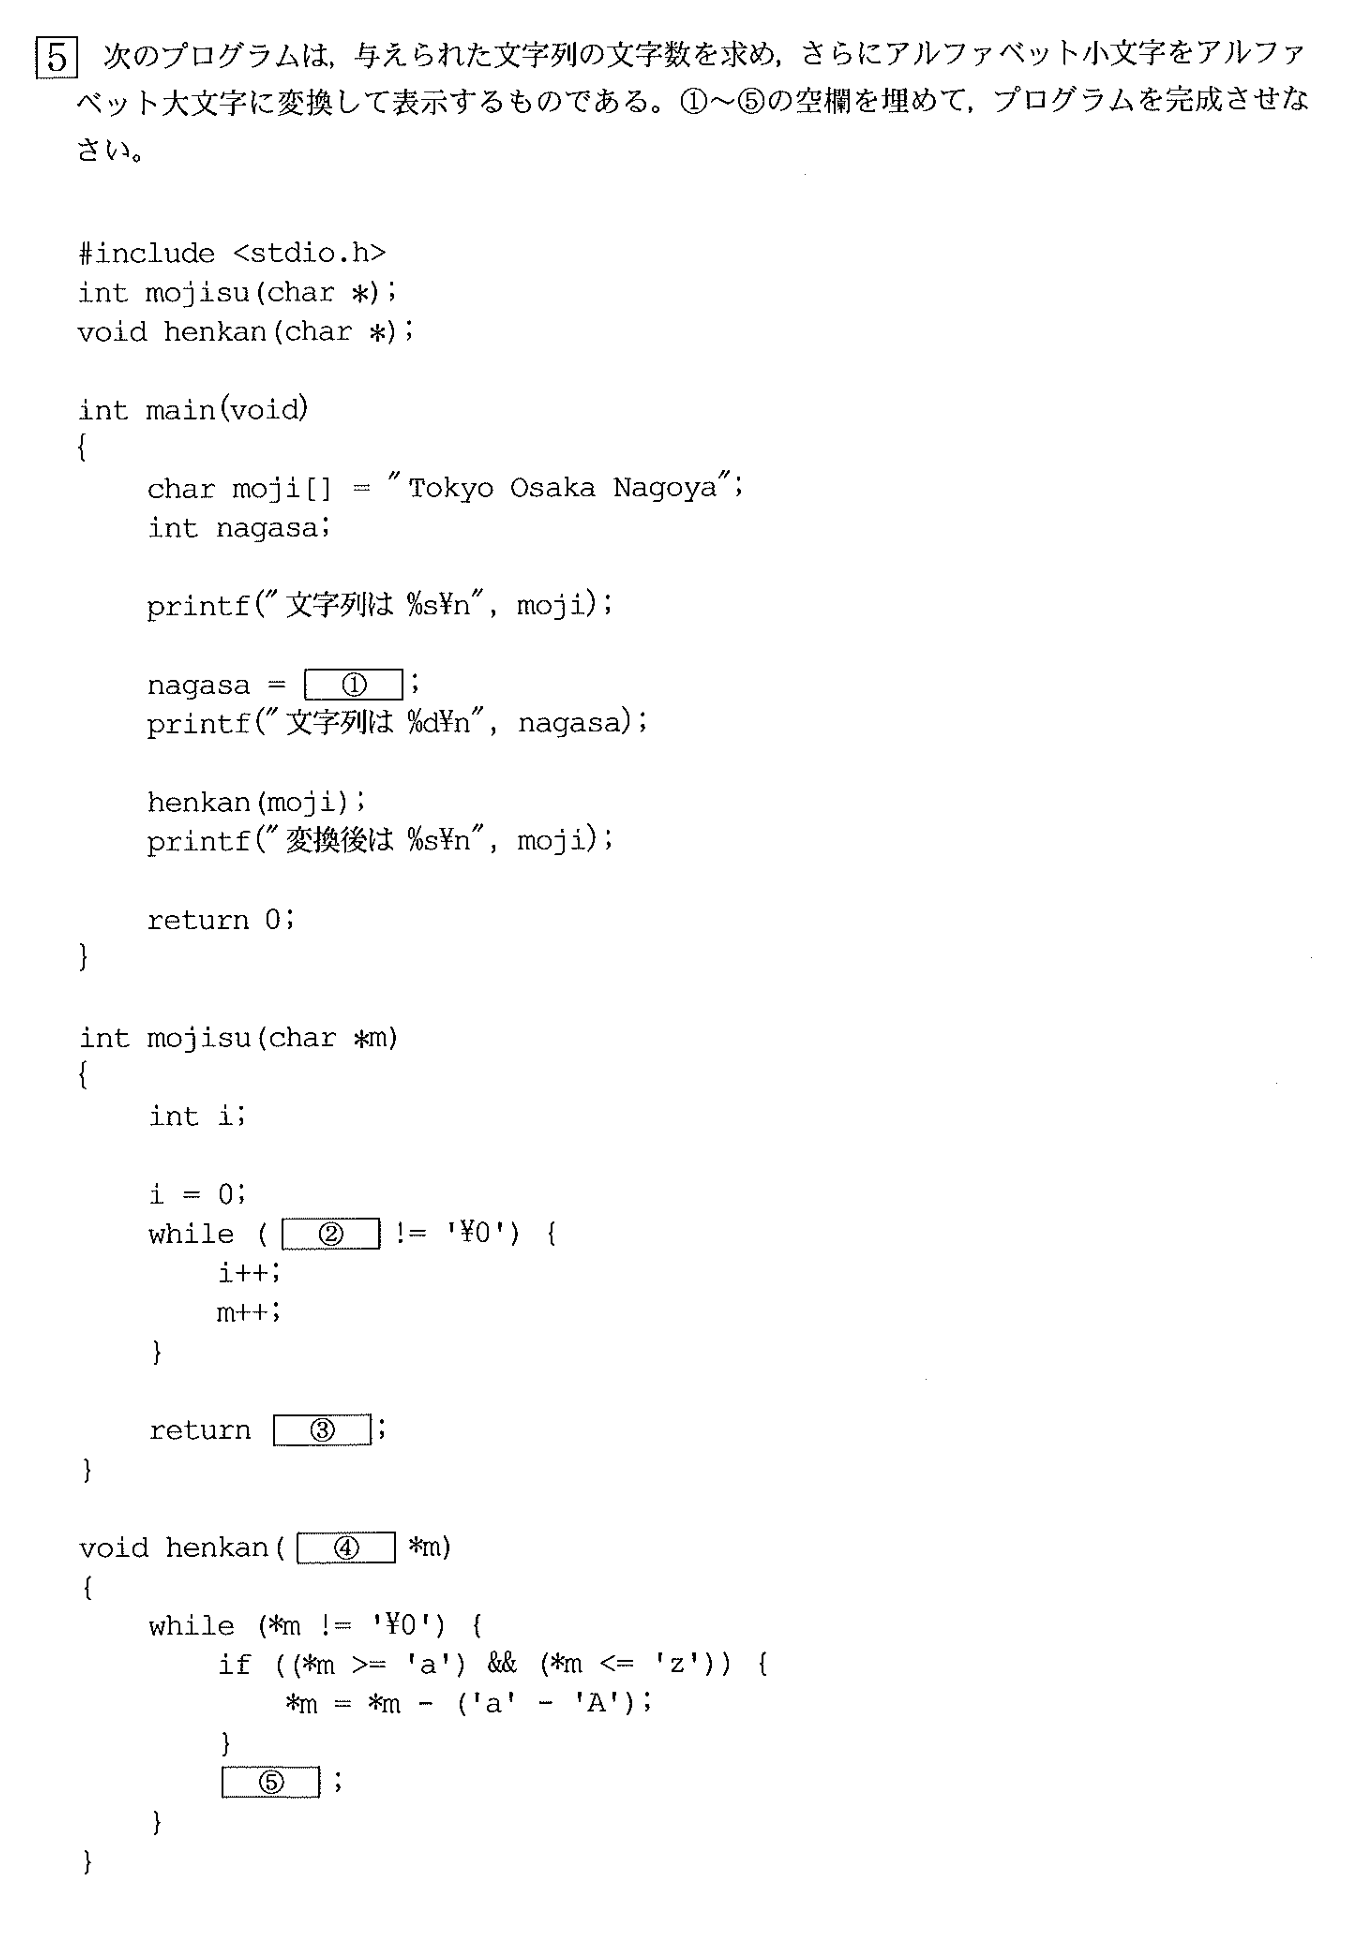 5 次のプログラムは，与えられた文字列の文字数を求め，さらにアルファベット小文字をアルファ
ベット大文字に変換して表示するものである。①～⑤の空欄を埋めて，プログラムを完成させな
さい。
#include <stdio.h>
int mojisu(char *);
void henkan(char *);
int main(void)
{
char moji[] = "Tokyo Osaka Nagoya";
int nagasa;
printf("文字列は %s¥n", moji);
nagasa = ① ;
printf("文字列は %d¥n", nagasa);
henkan(moji);
printf("変換後は %s¥n", moji);
return 0;
}
int mojisu(char *m)
{
int i;
i = 0;
while ( ② != '¥0') {
i++;
m++;
}
return ③ ;
}
void henkan( ④ *m)
{
while (*m != '¥0') {
if ((*m >= 'a') && (*m <= 'z')) {
*m = *m - ('a' - 'A');
}
⑤ ;
}
}